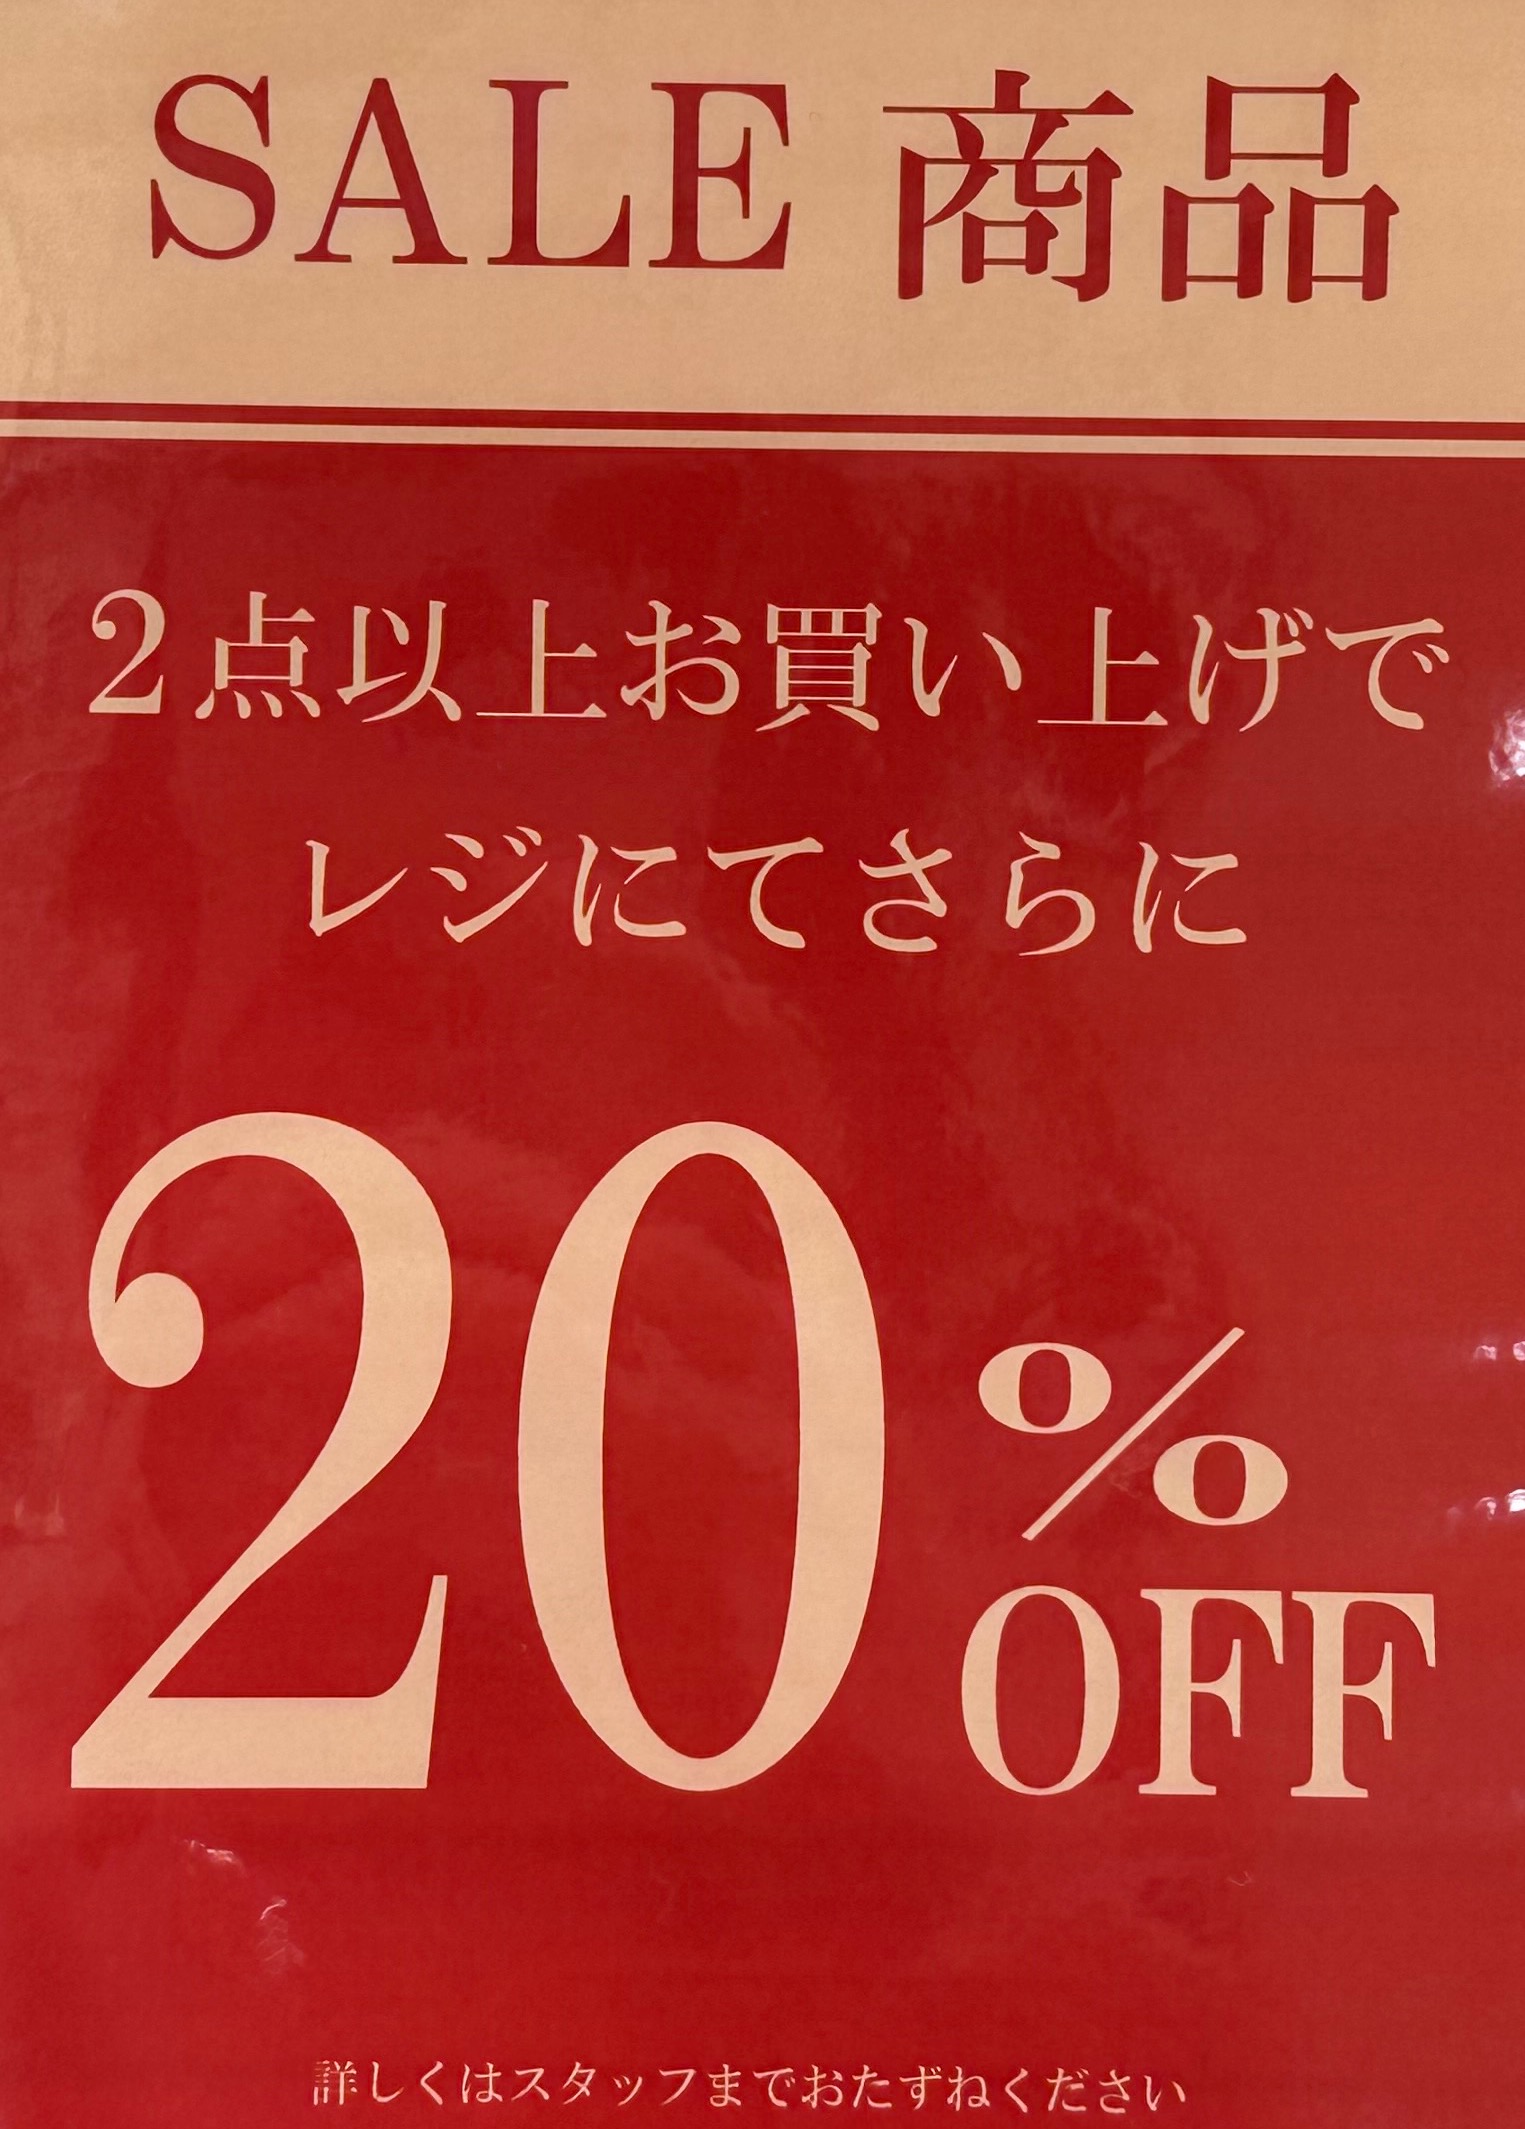 SALE 商品
2点以上お買い上げで
レジにてさらに
20%
OFF
詳しくはスタッフまでおたずねください